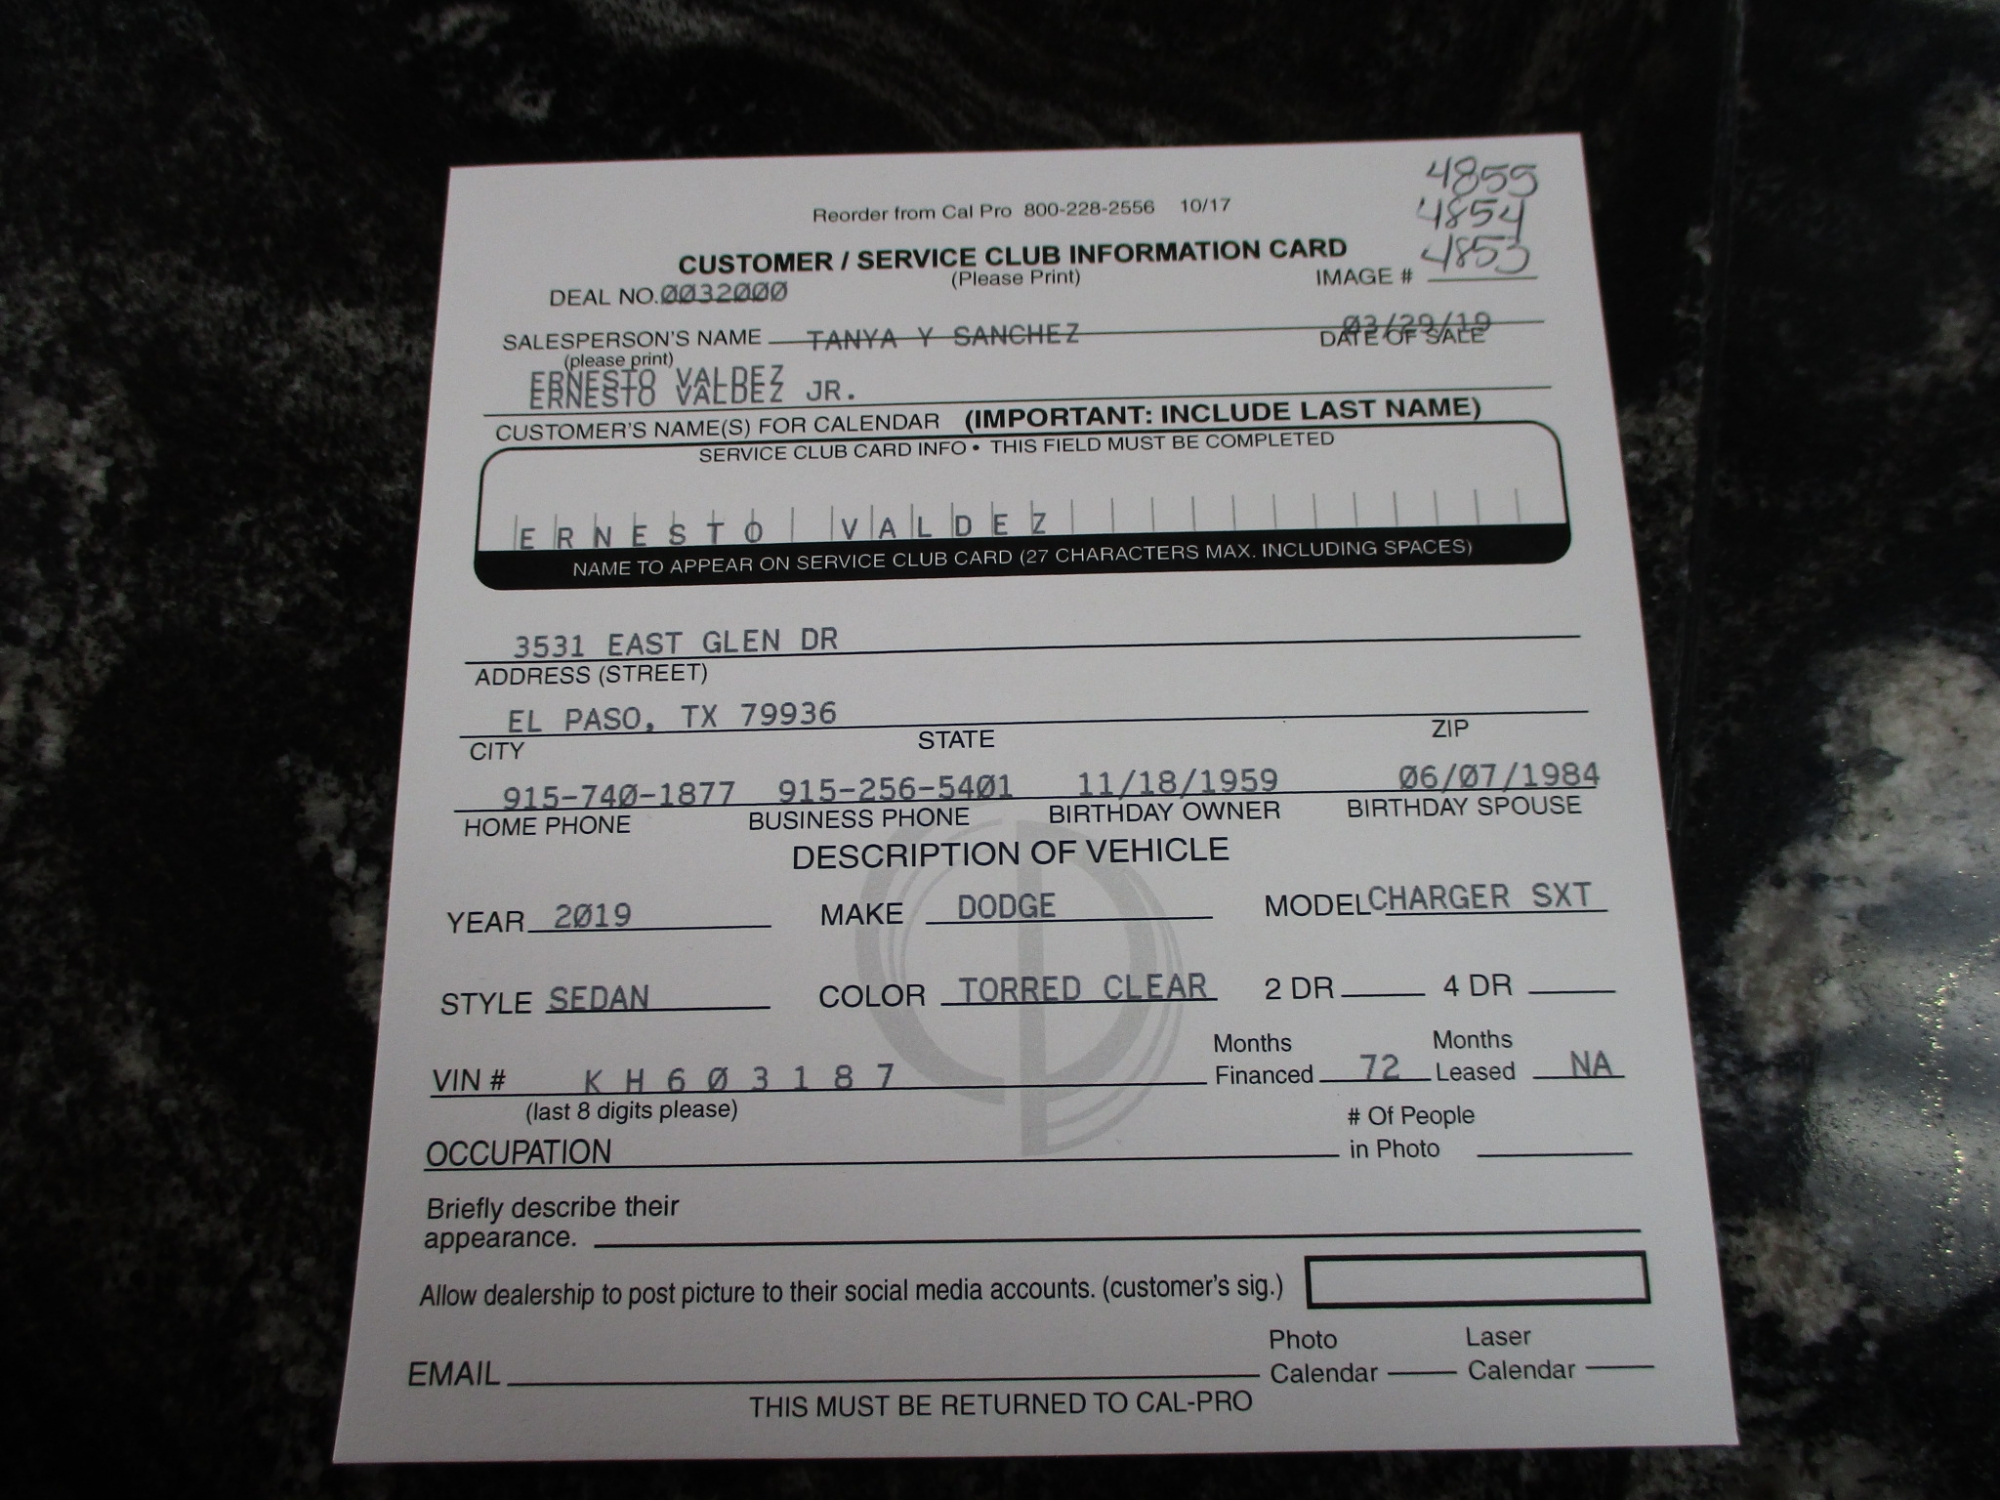 4855
4854
4853
Reorder from Cal Pro 800-228-2556 10/17
CUSTOMER / SERVICE CLUB INFORMATION CARD
(Please Print)
IMAGE #
DEAL NO. 0032000
SALESPERSON'S NAME TANYA Y SANCHEZ 03/29/19
(please print) DATE OF SALE
ERNESTO VALDEZ
ERNESTO VALDEZ JR.
CUSTOMER'S NAME(S) FOR CALENDAR (IMPORTANT: INCLUDE LAST NAME)
SERVICE CLUB CARD INFO • THIS FIELD MUST BE COMPLETED
ERNESTO VALDEZ
NAME TO APPEAR ON SERVICE CLUB CARD (27 CHARACTERS MAX. INCLUDING SPACES)
3531 EAST GLEN DR
ADDRESS (STREET)
EL PASO, TX 79936
CITY STATE ZIP
915-740-1877 915-256-5401 11/18/1959 06/07/1984
HOME PHONE BUSINESS PHONE BIRTHDAY OWNER BIRTHDAY SPOUSE
DESCRIPTION OF VEHICLE
YEAR 2019 MAKE DODGE MODEL CHARGER SXT
STYLE SEDAN COLOR TORRED CLEAR 2 DR 4 DR
VIN # KH603187 Months Financed 72 Months Leased NA
(last 8 digits please)
OCCUPATION # Of People in Photo
Briefly describe their
appearance.
Allow dealership to post picture to their social media accounts. (customer's sig.)
EMAIL Photo Calendar Laser Calendar
THIS MUST BE RETURNED TO CAL-PRO